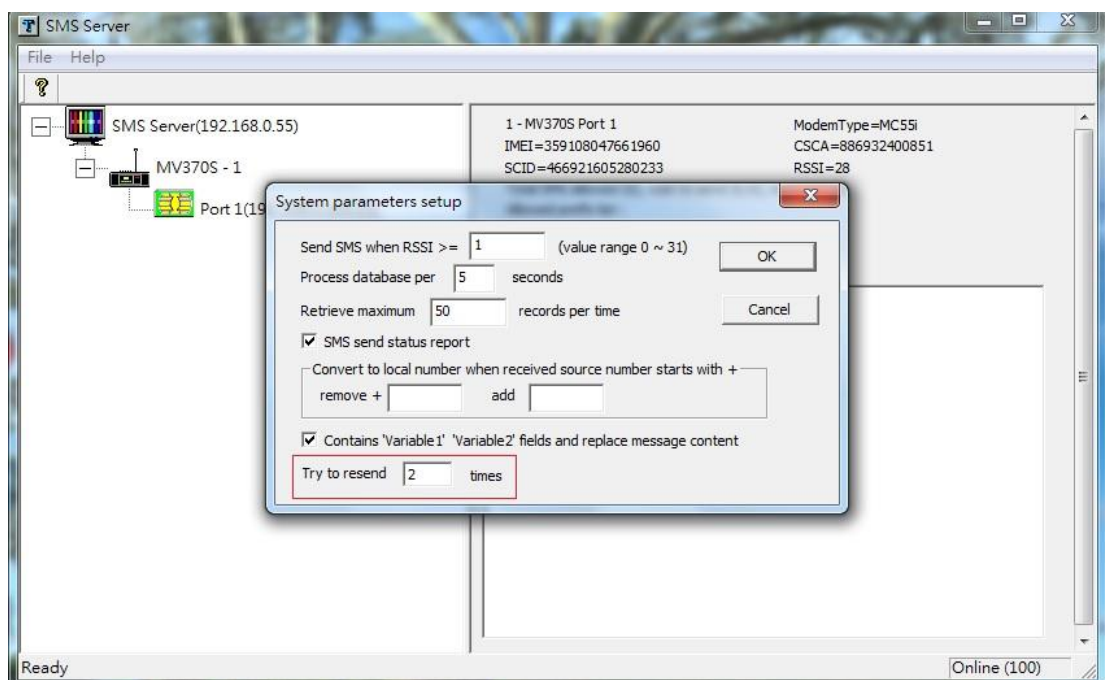 SMS Server
File Help
SMS Server(192.168.0.55)
MV370S - 1
Port 1(19
1 - MV370S Port 1
ModemType=MC55i
IMEI=359108047661960
CSCA=886932400851
SCID=466921605280233
RSSI=28
System parameters setup
Send SMS when RSSI >= 1 (value range 0 ~ 31)
OK
Process database per 5 seconds
Retrieve maximum 50 records per time
Cancel
SMS send status report
Convert to local number when received source number starts with +
remove + add
Contains 'Variable1' 'Variable2' fields and replace message content
Try to resend 2 times
Ready
Online (100)